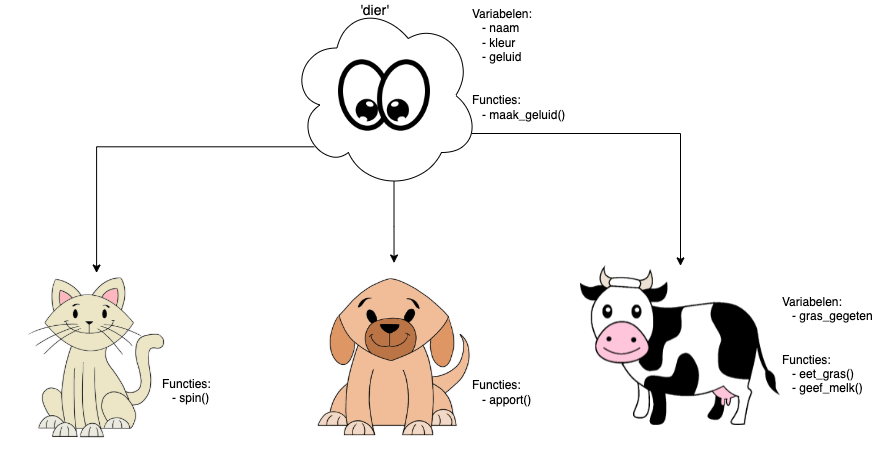 'dier'
Variabelen:
- naam
- kleur
- geluid
Functies:
- maak_geluid()
Functies:
- spin()
Functies:
- apport()
Variabelen:
- gras_gegeten
Functies:
- eet_gras()
- geef_melk()